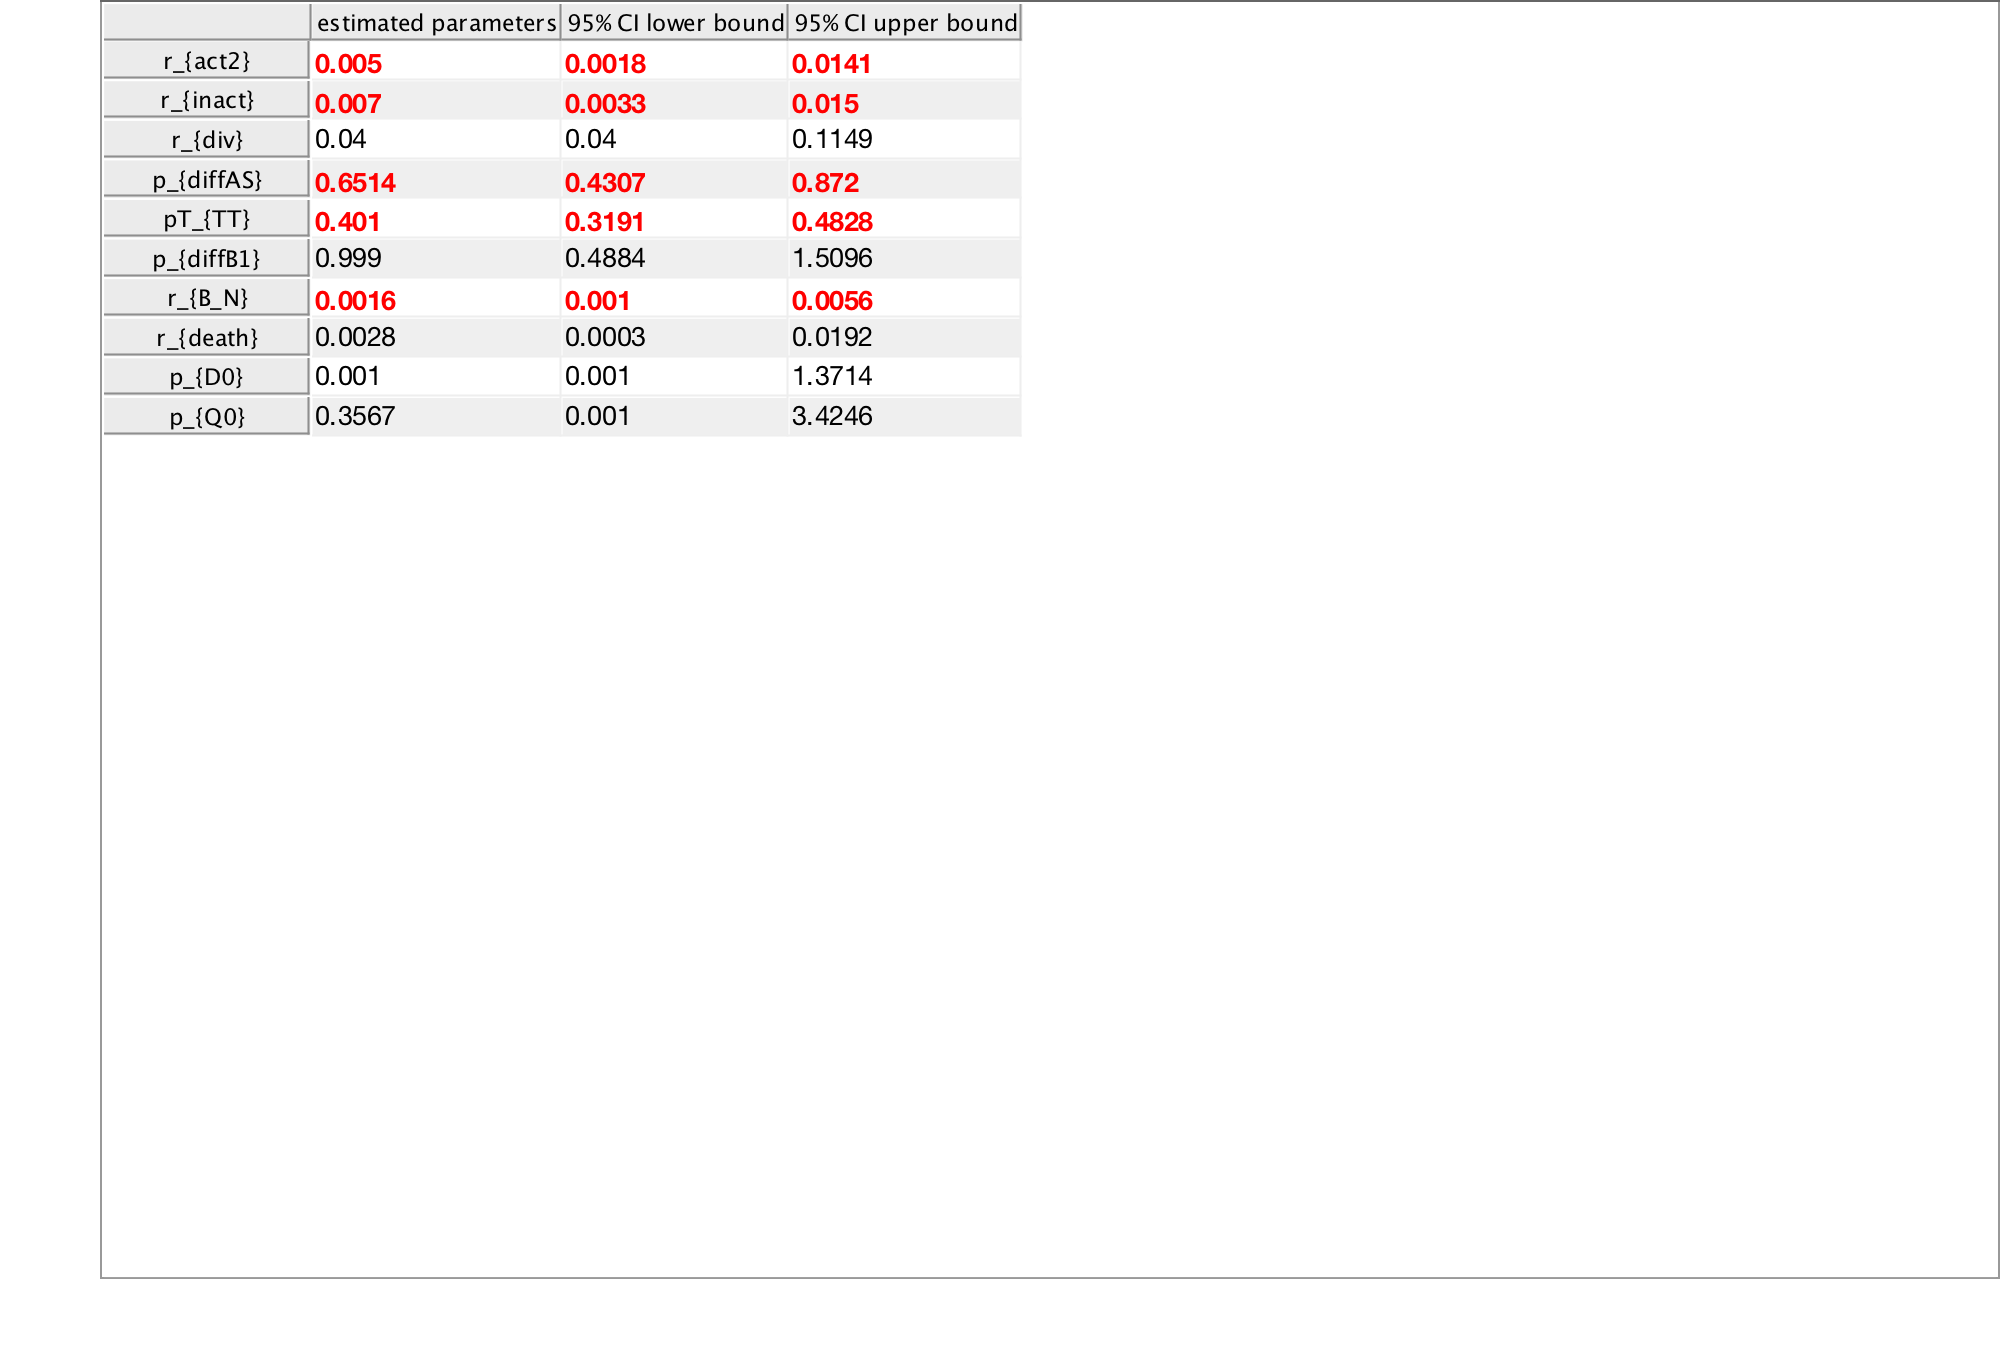 estimated parameters 95% CI lower bound 95% CI upper bound
r_{act2} 0.005 0.0018 0.0141
r_{inact} 0.007 0.0033 0.015
r_{div} 0.04 0.04 0.1149
p_{diffAS} 0.6514 0.4307 0.872
pT_{TT} 0.401 0.3191 0.4828
p_{diffB1} 0.999 0.4884 1.5096
r_{B_N} 0.0016 0.001 0.0056
r_{death} 0.0028 0.0003 0.0192
p_{D0} 0.001 0.001 1.3714
p_{Q0} 0.3567 0.001 3.4246